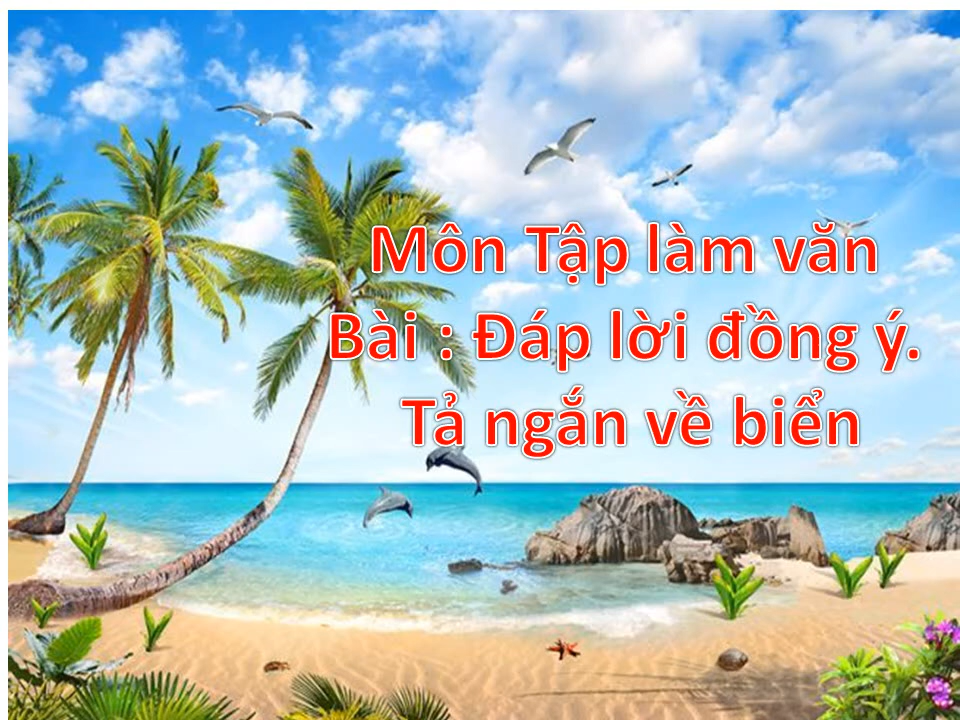 Môn Tập làm văn
Bài : Đáp lời đồng ý.
Tả ngắn về biển